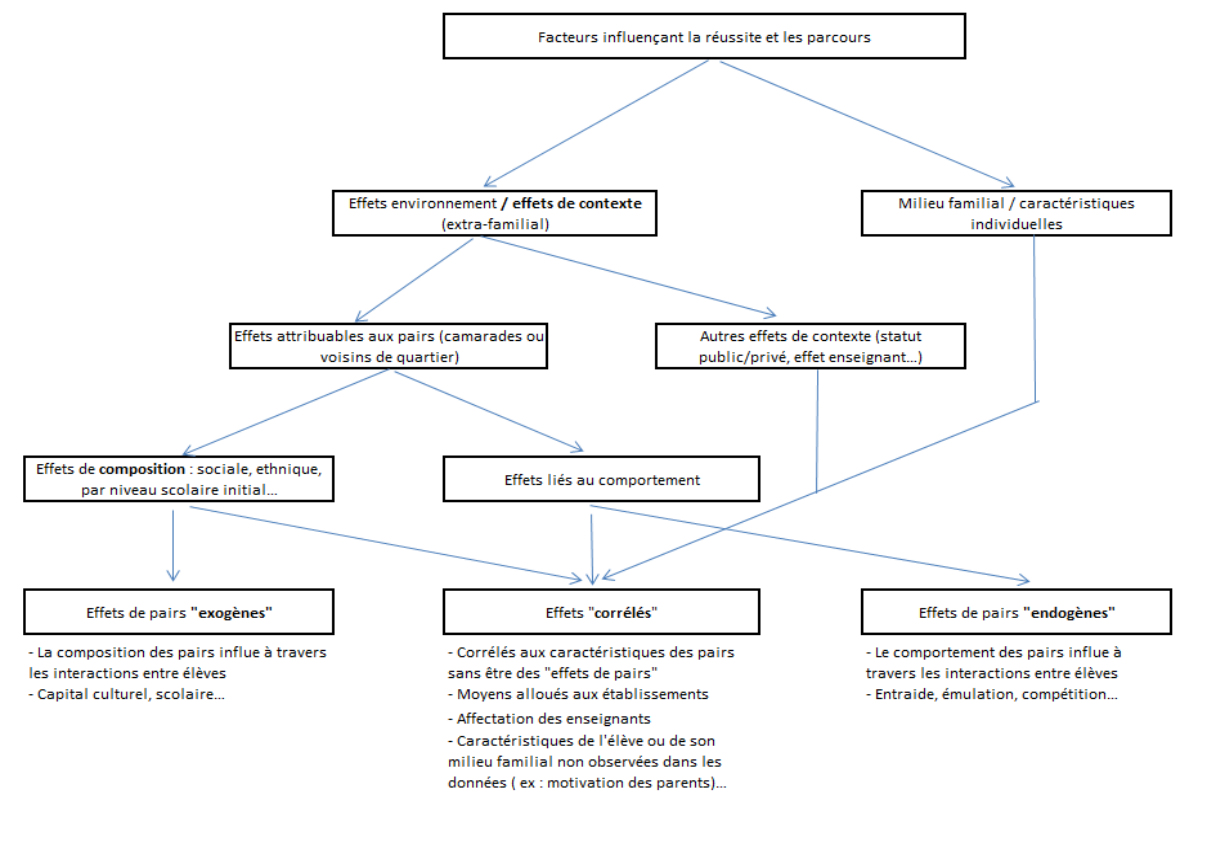 Facteurs influençant la réussite et les parcours
Effets environnement / effets de contexte
(extra-familial)
Milieu familial / caractéristiques
individuelles
Effets attribuables aux pairs (camarades ou
voisins de quartier)
Autres effets de contexte (statut
public/privé, effet enseignant…)
Effets de composition : sociale, ethnique,
par niveau scolaire initial…
Effets liés au comportement
Effets de pairs "exogènes"
- La composition des pairs influe à travers
les interactions entre élèves
- Capital culturel, scolaire…
Effets "corrélés"
- Corrélés aux caractéristiques des pairs
sans être des "effets de pairs"
- Moyens alloués aux établissements
- Affectation des enseignants
- Caractéristiques de l'élève ou de son
milieu familial non observées dans les
données ( ex : motivation des parents)…
Effets de pairs "endogènes"
- Le comportement des pairs influe à
travers les interactions entre élèves
- Entraide, émulation, compétition…